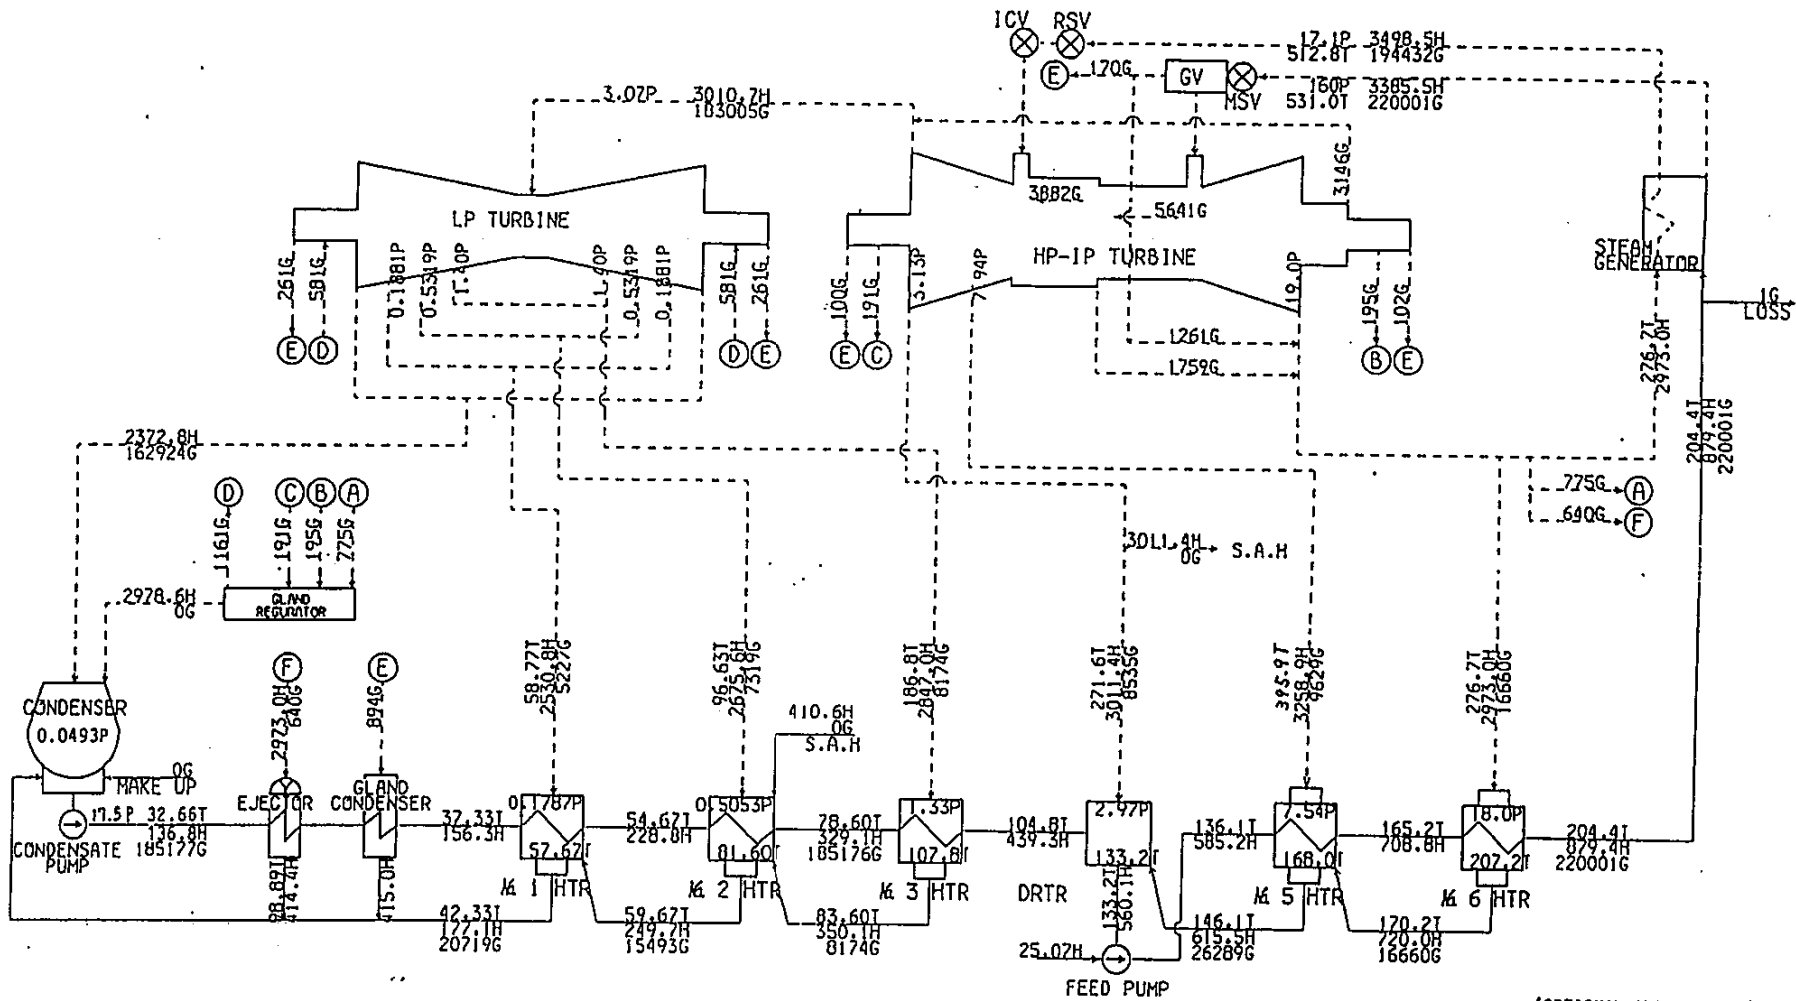 ICV RSV
17.1P 3498.5H
512.8T 194432G
E 170G GV
MSV
160P 3385.5H
531.0T 220001G
3.07P 3010.7H
183005G
3146G
3882G
5641G
LP TURBINE
HP-IP TURBINE
STEAM
GENERATOR
261G
581G
0.1881P
0.5319P
1.40P
1.40P
0.5319P
0.1881P
581G
261G
100G
191G
3.13P
7.94P
19.0P
195G
102G
1G
LOSS
E D
D E
E C
B E
1261G
1759G
276.7T
2973.0H
204.4T
879.4H
220001G
2372.8H
162924G
D C B A
1161G
191G
195G
775G
775G A
640G F
3011.4H
0G S.A.H
2978.6H
0G
GLAND
REGURATOR
F E
2973.0H
640G
894G
58.77T
2530.8H
5227G
96.63T
2675.6H
7319G
186.8T
2847.0H
8174G
271.6T
3011.4H
8535G
395.9T
3258.9H
9629G
276.7T
2973.0H
16660G
410.6H
0G
S.A.H
CONDENSER
0.0493P
0G
MAKE UP
EJECTOR
GLAND
CONDENSER
17.5P 32.66T
136.8H
185177G
CONDENSATE
PUMP
37.33T
156.3H
0.1787P
57.67T
54.67T
228.8H
0.5053P
81.60T
78.60T
329.1H
185176G
1.33P
107.8T
104.8T
439.3H
2.97P
133.2T
136.1T
585.2H
7.54P
168.0T
165.2T
708.8H
18.0P
207.2T
204.4T
879.4H
220001G
98.89T
414.4H
415.0H
№ 1 HTR
№ 2 HTR
№ 3 HTR
DRTR
133.2T
560.1H
№ 5 HTR
№ 6 HTR
42.33T
177.1H
20719G
59.67T
249.7H
15493G
83.60T
350.1H
8174G
146.1T
615.5H
26289G
170.2T
720.0H
16660G
25.07H
FEED PUMP